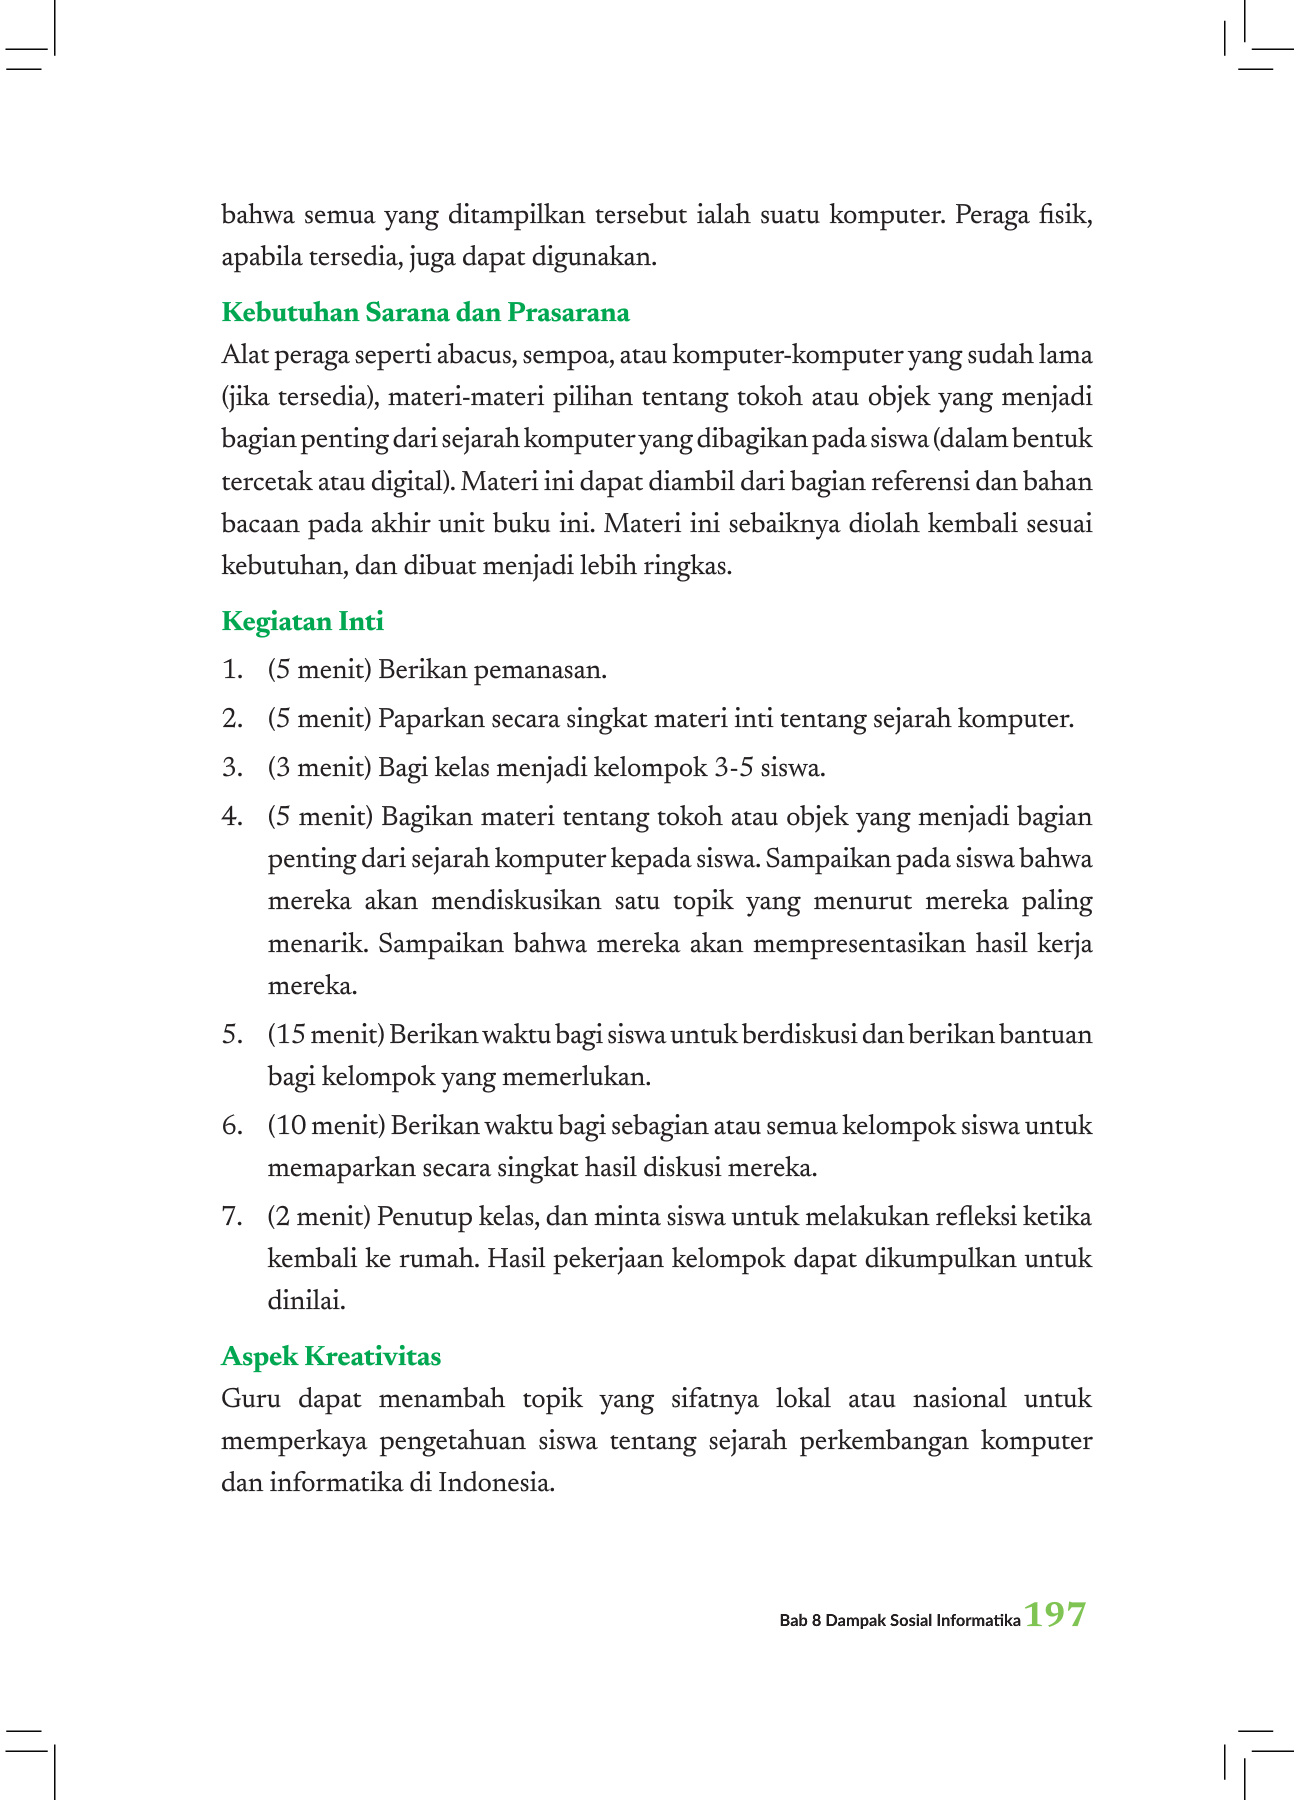 bahwa semua yang ditampilkan tersebut ialah suatu komputer. Peraga fisik,
apabila tersedia, juga dapat digunakan.
Kebutuhan Sarana dan Prasarana
Alat peraga seperti abacus, sempoa, atau komputer-komputer yang sudah lama
(jika tersedia), materi-materi pilihan tentang tokoh atau objek yang menjadi
bagian penting dari sejarah komputer yang dibagikan pada siswa (dalam bentuk
tercetak atau digital). Materi ini dapat diambil dari bagian referensi dan bahan
bacaan pada akhir unit buku ini. Materi ini sebaiknya diolah kembali sesuai
kebutuhan, dan dibuat menjadi lebih ringkas.
Kegiatan Inti
1. (5 menit) Berikan pemanasan.
2. (5 menit) Paparkan secara singkat materi inti tentang sejarah komputer.
3. (3 menit) Bagi kelas menjadi kelompok 3-5 siswa.
4. (5 menit) Bagikan materi tentang tokoh atau objek yang menjadi bagian
penting dari sejarah komputer kepada siswa. Sampaikan pada siswa bahwa
mereka akan mendiskusikan satu topik yang menurut mereka paling
menarik. Sampaikan bahwa mereka akan mempresentasikan hasil kerja
mereka.
5. (15 menit) Berikan waktu bagi siswa untuk berdiskusi dan berikan bantuan
bagi kelompok yang memerlukan.
6. (10 menit) Berikan waktu bagi sebagian atau semua kelompok siswa untuk
memaparkan secara singkat hasil diskusi mereka.
7. (2 menit) Penutup kelas, dan minta siswa untuk melakukan refleksi ketika
kembali ke rumah. Hasil pekerjaan kelompok dapat dikumpulkan untuk
dinilai.
Aspek Kreativitas
Guru dapat menambah topik yang sifatnya lokal atau nasional untuk
memperkaya pengetahuan siswa tentang sejarah perkembangan komputer
dan informatika di Indonesia.
Bab 8 Dampak Sosial Informatika 197